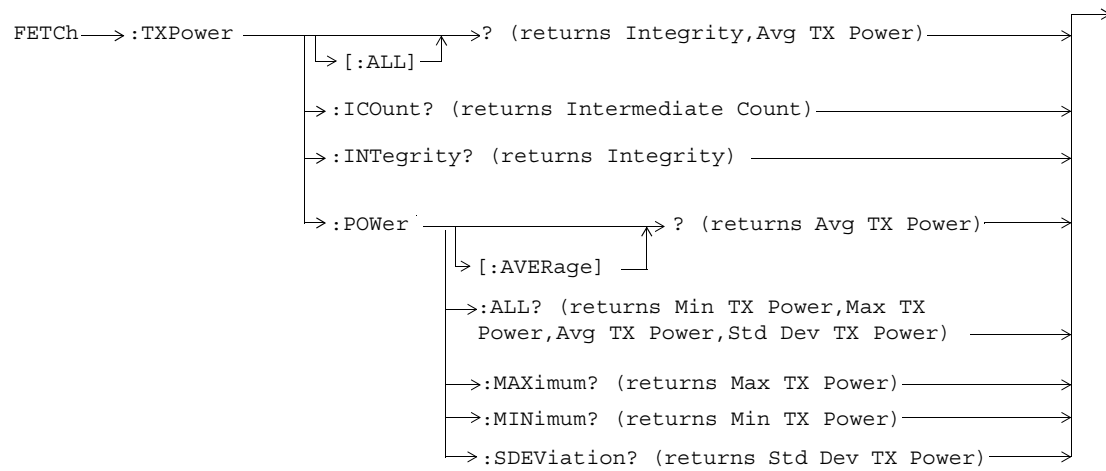 FETCh :TXPower ? (returns Integrity,Avg TX Power)
[:ALL]
:ICOunt? (returns Intermediate Count)
:INTegrity? (returns Integrity)
:POWer ? (returns Avg TX Power)
[:AVERage]
:ALL? (returns Min TX Power,Max TX
Power,Avg TX Power,Std Dev TX Power)
:MAXimum? (returns Max TX Power)
:MINimum? (returns Min TX Power)
:SDEViation? (returns Std Dev TX Power)